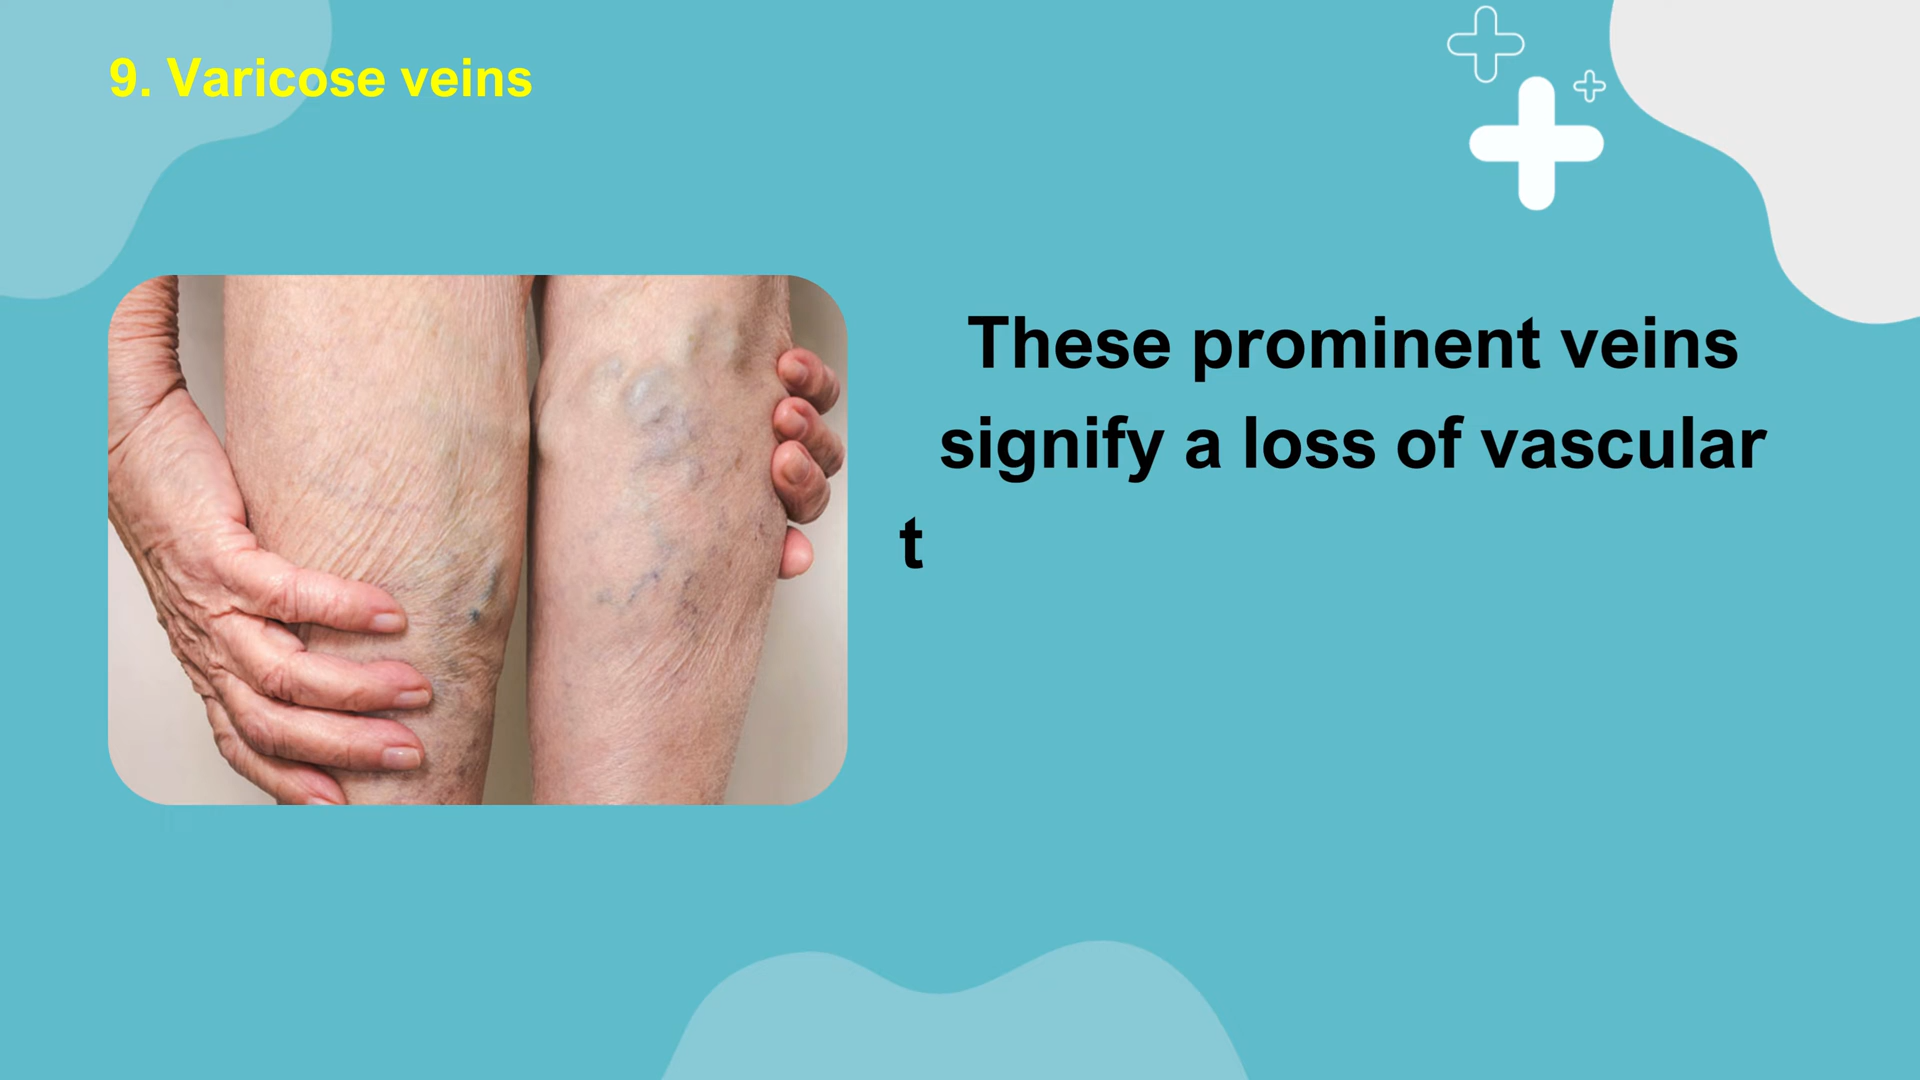 9. Varicose veins
These prominent veins
signify a loss of vascular
t